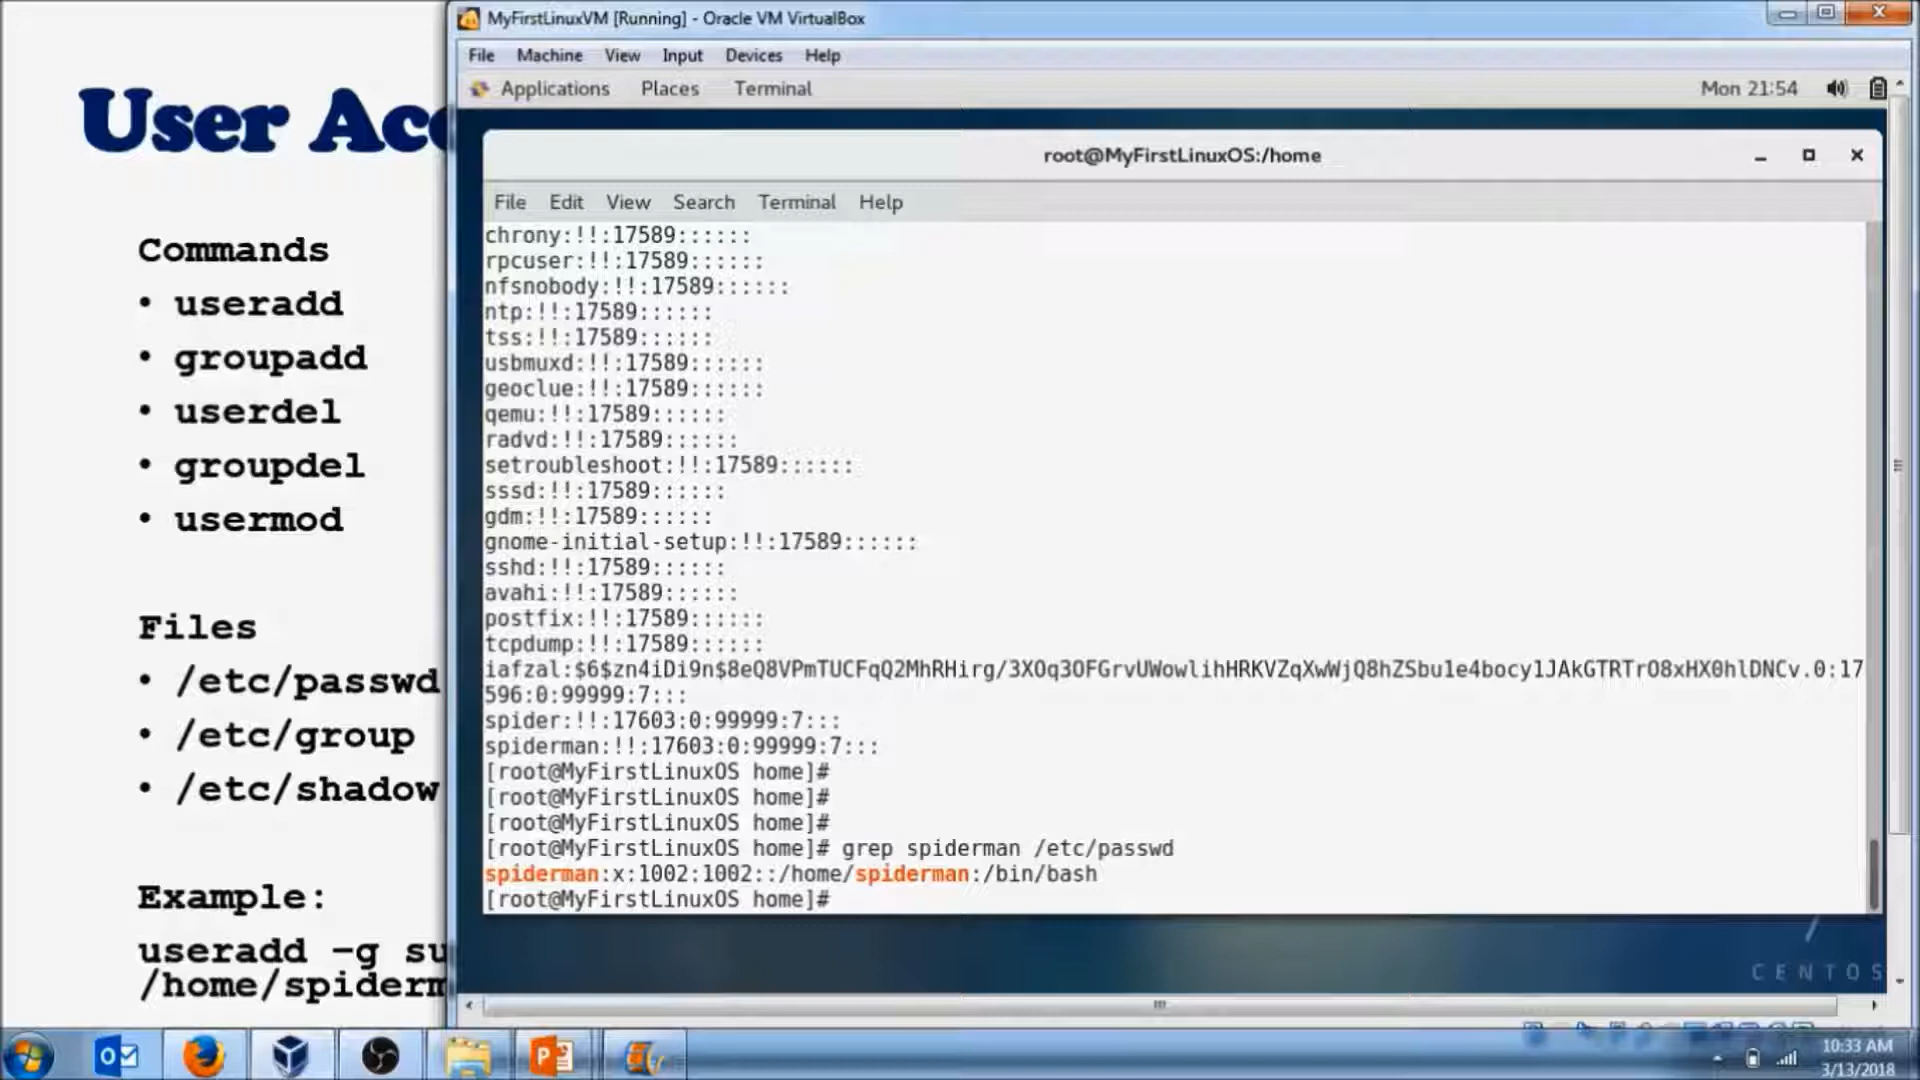 MyFirstLinuxVM [Running] - Oracle VM VirtualBox
File Machine View Input Devices Help
Applications Places Terminal Mon 21:54
root@MyFirstLinuxOS:/home
File Edit View Search Terminal Help
chrony:!!:17589::::::
rpcuser:!!:17589::::::
nfsnobody:!!:17589::::::
ntp:!!:17589::::::
tss:!!:17589::::::
usbmuxd:!!:17589::::::
geoclue:!!:17589::::::
qemu:!!:17589::::::
radvd:!!:17589::::::
setroubleshoot:!!:17589::::::
sssd:!!:17589::::::
gdm:!!:17589::::::
gnome-initial-setup:!!:17589::::::
sshd:!!:17589::::::
avahi:!!:17589::::::
postfix:!!:17589::::::
tcpdump:!!:17589::::::
iafzal:$6$zn4iDi9n$8eQ8VPmTUCFqQ2MhRHirg/3XOq3OFGrvUWowlihHRKVZqXwWjQ8hZSbu1e4bocy1JAkGTRTrO8xHX0hlDNCv.0:17
596:0:99999:7:::
spider:!!:17603:0:99999:7:::
spiderman:!!:17603:0:99999:7:::
[root@MyFirstLinuxOS home]#
[root@MyFirstLinuxOS home]#
[root@MyFirstLinuxOS home]#
[root@MyFirstLinuxOS home]# grep spiderman /etc/passwd
spiderman:x:1002:1002::/home/spiderman:/bin/bash
[root@MyFirstLinuxOS home]#
CENTOS
User Acc
Commands
• useradd
• groupadd
• userdel
• groupdel
• usermod
Files
• /etc/passwd
• /etc/group
• /etc/shadow
Example:
useradd –g su
/home/spiderm
10:33 AM
3/13/2018